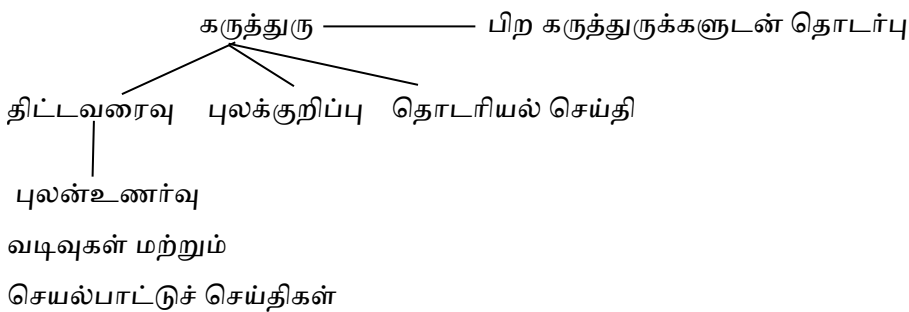 கருத்துரு பிற கருத்துருக்களுடன் தொடர்பு
திட்டவரைவு புலக்குறிப்பு தொடரியல் செய்தி
புலன்உணர்வு
வடிவுகள் மற்றும்
செயல்பாட்டுச் செய்திகள்